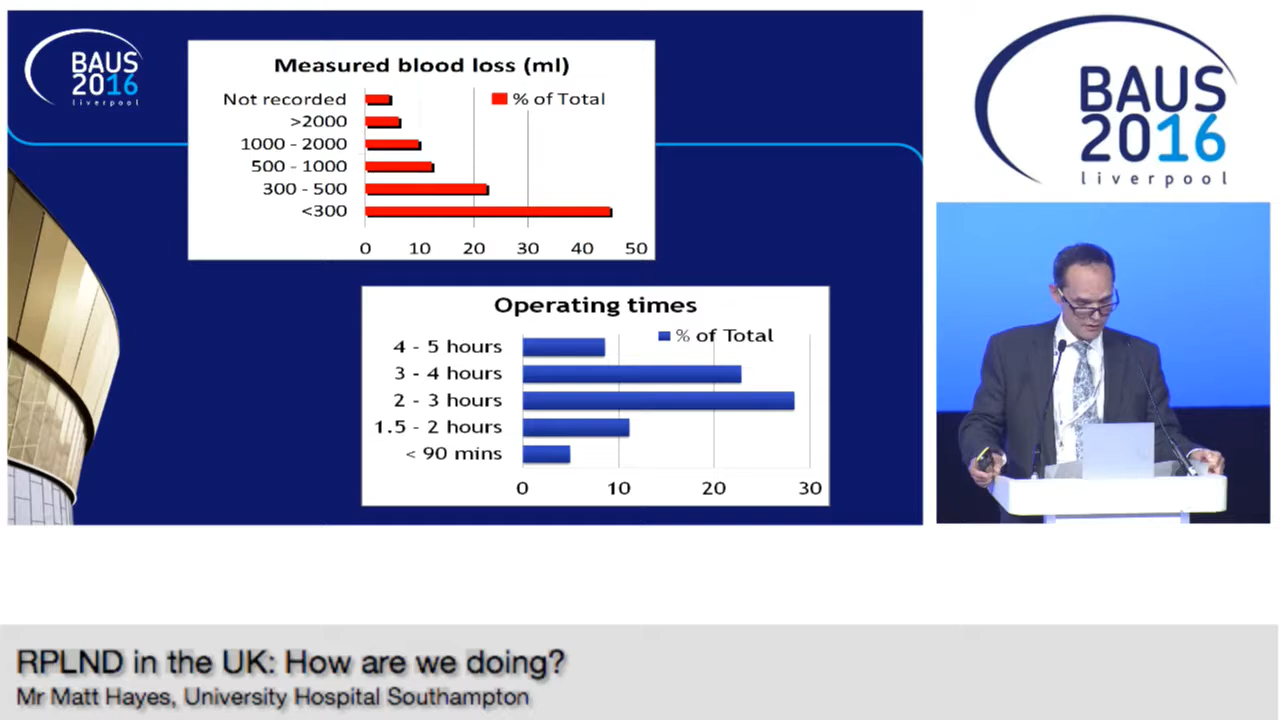 BAUS
2016
liverpool
Measured blood loss (ml)
% of Total
Not recorded
>2000
1000 - 2000
500 - 1000
300 - 500
<300
0 10 20 30 40 50
Operating times
% of Total
4 - 5 hours
3 - 4 hours
2 - 3 hours
1.5 - 2 hours
< 90 mins
0 10 20 30
BAUS
2016
liverpool
RPLND in the UK: How are we doing?
Mr Matt Hayes, University Hospital Southampton